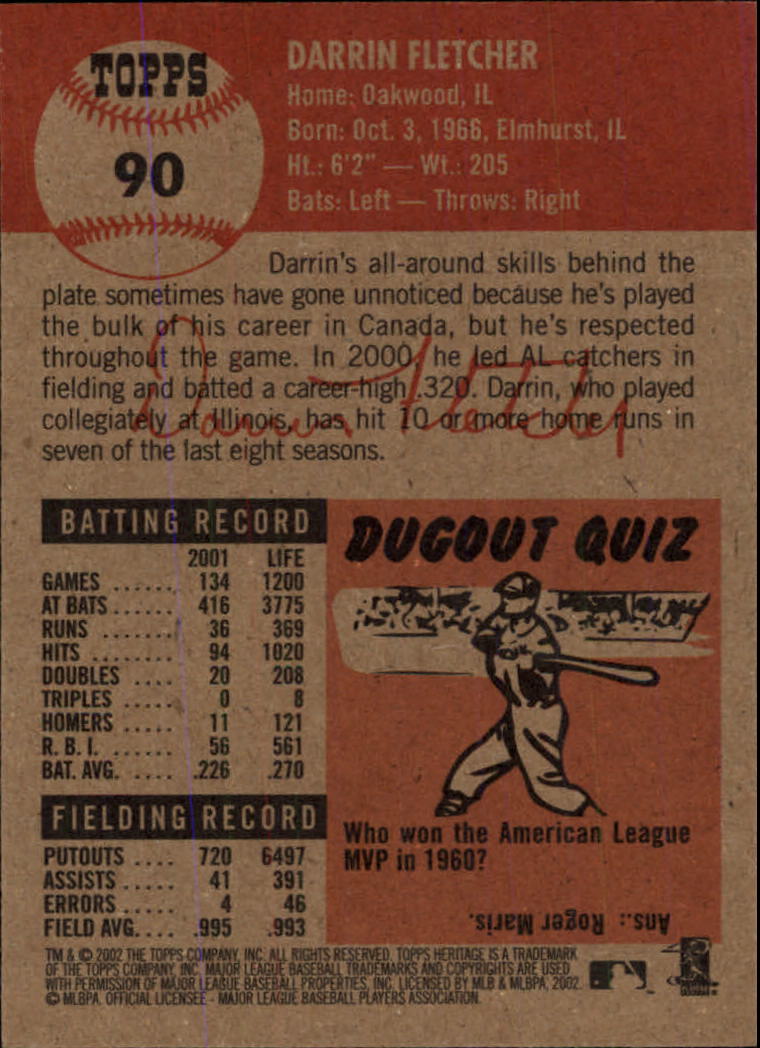 TOPPS
90
DARRIN FLETCHER
Home: Oakwood, IL
Born: Oct. 3, 1966, Elmhurst, IL
Ht.: 6'2" — Wt.: 205
Bats: Left — Throws: Right
Darrin's all-around skills behind the
plate sometimes have gone unnoticed because he's played
the bulk of his career in Canada, but he's respected
throughout the game. In 2000, he led AL catchers in
fielding and batted a career-high .320. Darrin, who played
collegiately at Illinois, has hit 10 or more home runs in
seven of the last eight seasons.
Darrin Fletcher
BATTING RECORD
2001 LIFE
GAMES ...... 134 1200
AT BATS ...... 416 3775
RUNS ....... 36 369
HITS ........ 94 1020
DOUBLES .... 20 208
TRIPLES ..... 0 8
HOMERS ..... 11 121
R. B. I. ...... 56 561
BAT. AVG. .... .226 .270
FIELDING RECORD
PUTOUTS .... 720 6497
ASSISTS ..... 41 391
ERRORS ..... 4 46
FIELD AVG.... .995 .993
DUGOUT QUIZ
Who won the American League
MVP in 1960?
Ans.: Roger Maris.
TM & © 2002 THE TOPPS COMPANY, INC. ALL RIGHTS RESERVED. TOPPS HERITAGE IS A TRADEMARK
OF THE TOPPS COMPANY, INC. MAJOR LEAGUE BASEBALL TRADEMARKS AND COPYRIGHTS ARE USED
WITH PERMISSION OF MAJOR LEAGUE BASEBALL PROPERTIES, INC. LICENSED BY MLB & MLBPA, 2002.
© MLBPA. OFFICIAL LICENSEE - MAJOR LEAGUE BASEBALL PLAYERS ASSOCIATION.